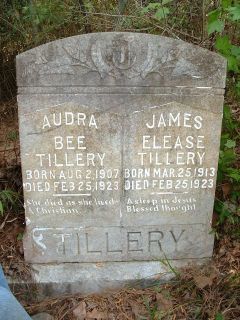 AUDRA
BEE
TILLERY
BORN AUG 2, 1907
DIED FEB 25, 1923
She died as she lived-
A Christian.
JAMES
ELEASE
TILLERY
BORN MAR. 25, 1913
DIED FEB 25, 1923
Asleep in Jesus
Blessed thought
TILLERY